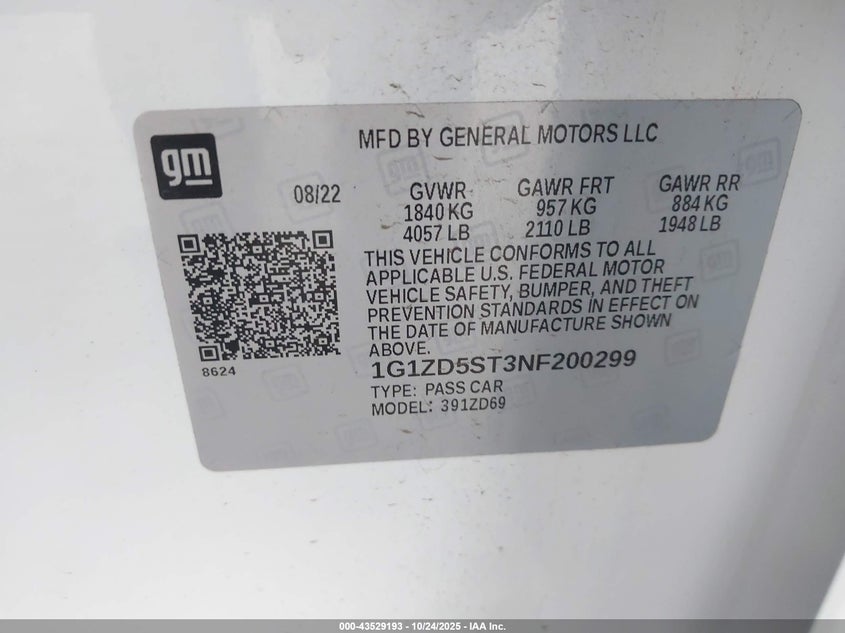 gm
MFD BY GENERAL MOTORS LLC
08/22
GVWR GAWR FRT GAWR RR
1840 KG 957 KG 884 KG
4057 LB 2110 LB 1948 LB
THIS VEHICLE CONFORMS TO ALL
APPLICABLE U.S. FEDERAL MOTOR
VEHICLE SAFETY, BUMPER, AND THEFT
PREVENTION STANDARDS IN EFFECT ON
THE DATE OF MANUFACTURE SHOWN
ABOVE.
8624
1G1ZD5ST3NF200299
TYPE: PASS CAR
MODEL: 391ZD69
000-43529193 - 10/24/2025 - IAA Inc.